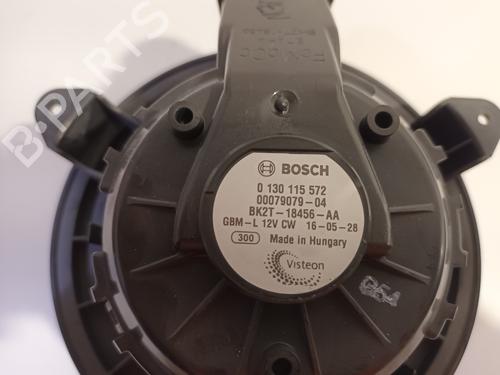 FoMoCo
BOSCH
0 130 115 572
00079079-04
BK2T-18456-AA
GBM-L 12V CW 16-05-28
300 Made in Hungary
Visteon
B-PARTS